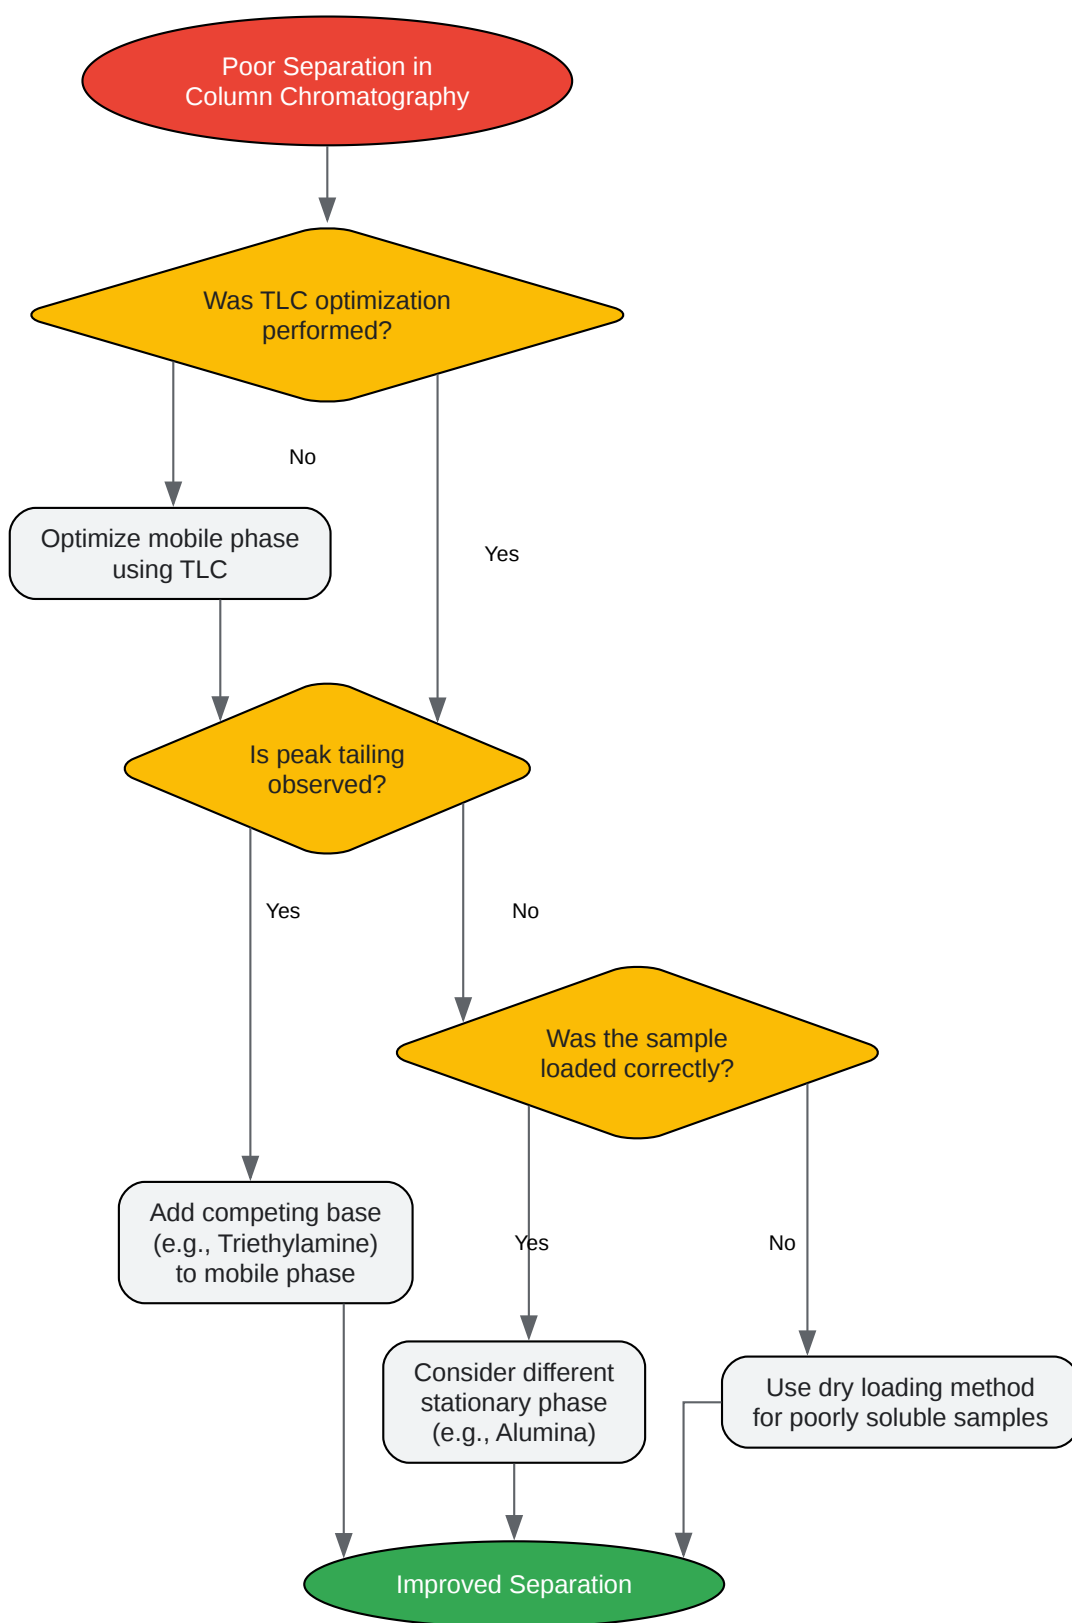 Poor Separation in
Column Chromatography
Was TLC optimization
performed?
No
Optimize mobile phase
using TLC
Yes
Is peak tailing
observed?
Yes
No
Was the sample
loaded correctly?
Add competing base
(e.g., Triethylamine)
to mobile phase
Yes
No
Consider different
stationary phase
(e.g., Alumina)
Use dry loading method
for poorly soluble samples
Improved Separation